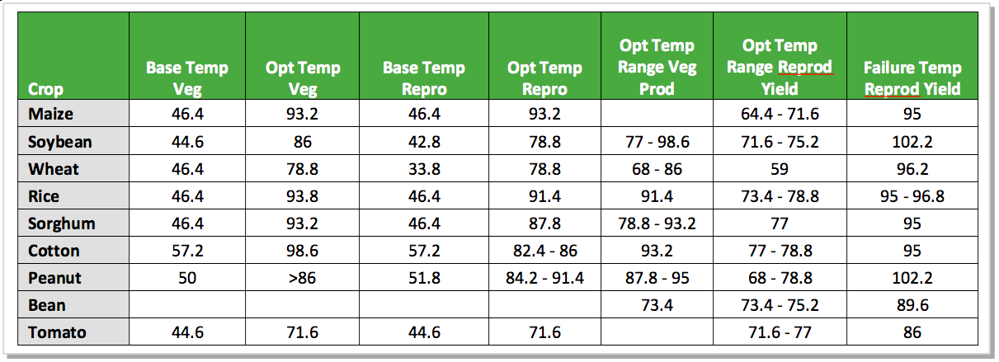 Crop Base Temp Veg Opt Temp Veg Base Temp Repro Opt Temp Repro Opt Temp Range Veg Prod Opt Temp Range Reprod Yield Failure Temp Reprod Yield
Maize 46.4 93.2 46.4 93.2 64.4 - 71.6 95
Soybean 44.6 86 42.8 78.8 77 - 98.6 71.6 - 75.2 102.2
Wheat 46.4 78.8 33.8 78.8 68 - 86 59 96.2
Rice 46.4 93.8 46.4 91.4 91.4 73.4 - 78.8 95 - 96.8
Sorghum 46.4 93.2 46.4 87.8 78.8 - 93.2 77 95
Cotton 57.2 98.6 57.2 82.4 - 86 93.2 77 - 78.8 95
Peanut 50 >86 51.8 84.2 - 91.4 87.8 - 95 68 - 78.8 102.2
Bean 73.4 73.4 - 75.2 89.6
Tomato 44.6 71.6 44.6 71.6 71.6 - 77 86